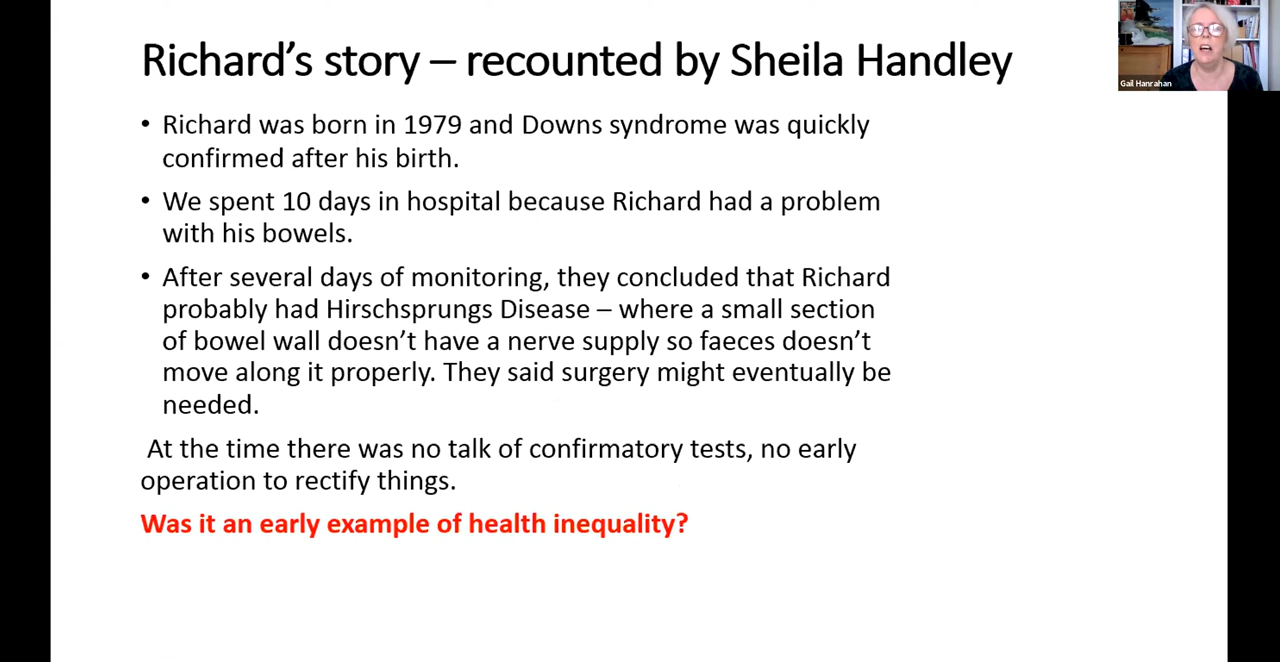 Richard’s story – recounted by Sheila Handley
Gail Hanrahan
• Richard was born in 1979 and Downs syndrome was quickly
confirmed after his birth.
• We spent 10 days in hospital because Richard had a problem
with his bowels.
• After several days of monitoring, they concluded that Richard
probably had Hirschsprungs Disease – where a small section
of bowel wall doesn’t have a nerve supply so faeces doesn’t
move along it properly. They said surgery might eventually be
needed.
At the time there was no talk of confirmatory tests, no early
operation to rectify things.
Was it an early example of health inequality?